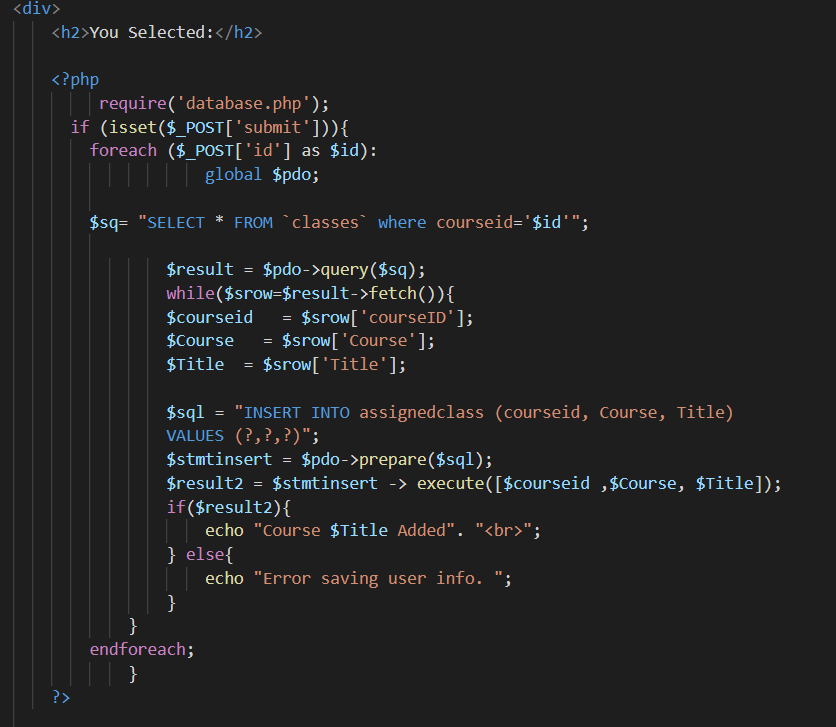 <div>
<h2>You Selected:</h2>
<?php
require('database.php');
if (isset($_POST['submit'])){
foreach ($_POST['id'] as $id):
global $pdo;
$sq= "SELECT * FROM `classes` where courseid='$id'";
$result = $pdo->query($sq);
while($srow=$result->fetch()){
$courseid   = $srow['courseID'];
$Course   = $srow['Course'];
$Title  = $srow['Title'];
$sql = "INSERT INTO assignedclass (courseid, Course, Title)
VALUES (?,?,?)";
$stmtinsert = $pdo->prepare($sql);
$result2 = $stmtinsert -> execute([$courseid ,$Course, $Title]);
if($result2){
echo "Course $Title Added". "<br>";
} else{
echo "Error saving user info. ";
}
}
endforeach;
}
?>